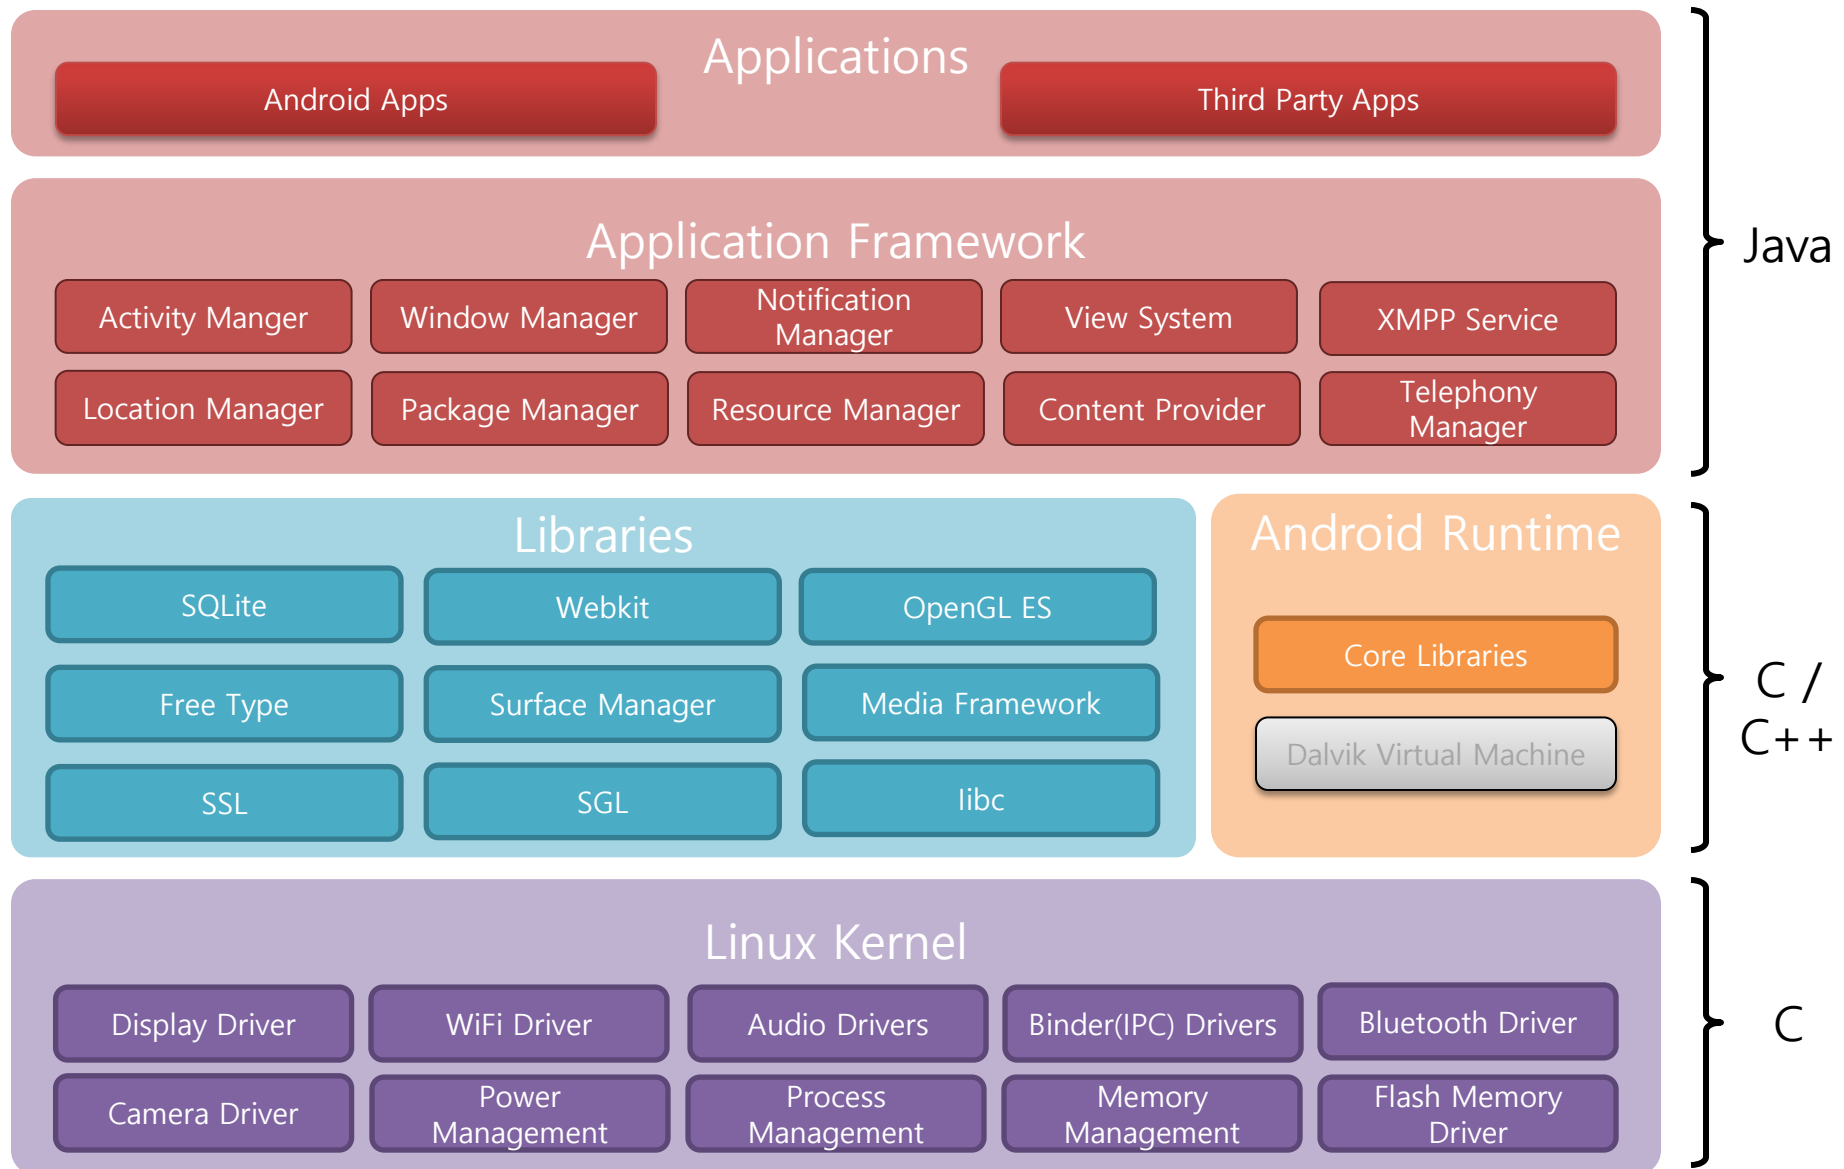 Applications
Android Apps
Third Party Apps
Java
Application Framework
Activity Manger
Window Manager
Notification
Manager
View System
XMPP Service
Location Manager
Package Manager
Resource Manager
Content Provider
Telephony
Manager
Libraries
SQLite
Webkit
OpenGL ES
Free Type
Surface Manager
Media Framework
SSL
SGL
libc
Android Runtime
Core Libraries
Dalvik Virtual Machine
C /
C++
Linux Kernel
Display Driver
WiFi Driver
Audio Drivers
Binder(IPC) Drivers
Bluetooth Driver
Camera Driver
Power
Management
Process
Management
Memory
Management
Flash Memory
Driver
C